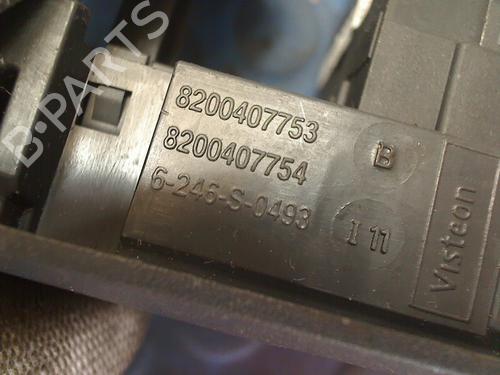 8200407753
8200407754 B
6-246-S-0493 I 11
Visteon
B-PARTS